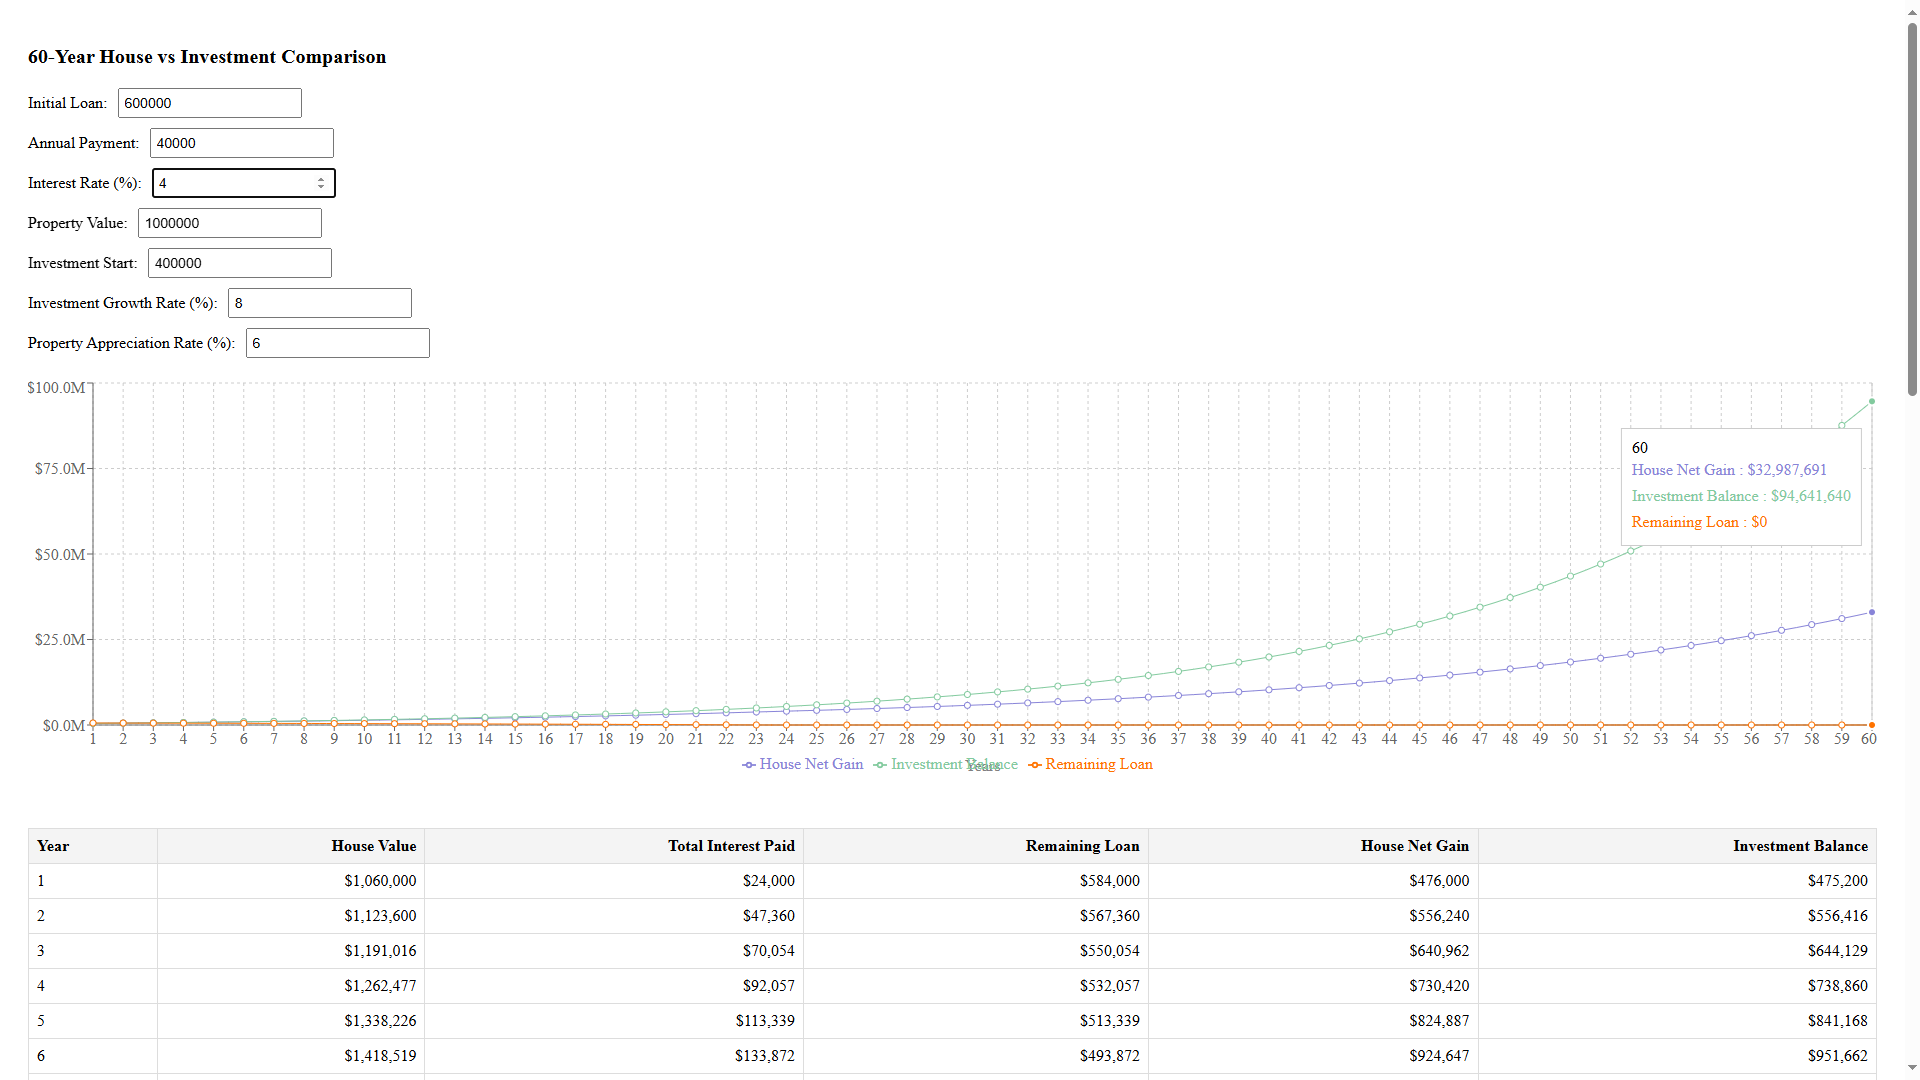 60-Year House vs Investment Comparison
Initial Loan: 600000
Annual Payment: 40000
Interest Rate (%): 4
Property Value: 1000000
Investment Start: 400000
Investment Growth Rate (%): 8
Property Appreciation Rate (%): 6
$100.0M
$75.0M
$50.0M
$25.0M
$0.0M
60
House Net Gain : $32,987,691
Investment Balance : $94,641,640
Remaining Loan : $0
1 2 3 4 5 6 7 8 9 10 11 12 13 14 15 16 17 18 19 20 21 22 23 24 25 26 27 28 29 30 31 32 33 34 35 36 37 38 39 40 41 42 43 44 45 46 47 48 49 50 51 52 53 54 55 56 57 58 59 60
Years
House Net Gain Investment Balance Remaining Loan
Year House Value Total Interest Paid Remaining Loan House Net Gain Investment Balance
1 $1,060,000 $24,000 $584,000 $476,000 $475,200
2 $1,123,600 $47,360 $567,360 $556,240 $556,416
3 $1,191,016 $70,054 $550,054 $640,962 $644,129
4 $1,262,477 $92,057 $532,057 $730,420 $738,860
5 $1,338,226 $113,339 $513,339 $824,887 $841,168
6 $1,418,519 $133,872 $493,872 $924,647 $951,662